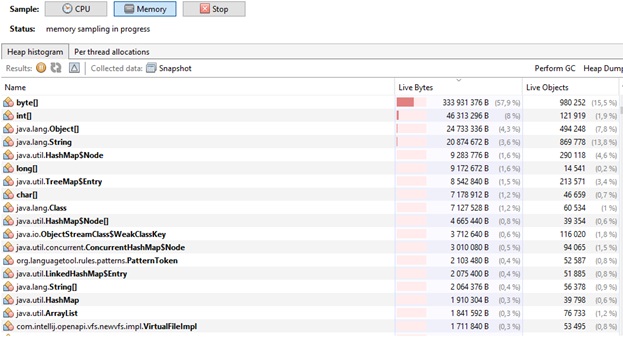 Sample: CPU Memory Stop
Status: memory sampling in progress
Heap histogram Per thread allocations
Results: Collected data: Snapshot Perform GC Heap Dump
Name Live Bytes Live Objects
byte[] 333 931 376 B (57,9 %) 980 252 (15,5 %)
int[] 46 313 296 B (8 %) 121 919 (1,9 %)
java.lang.Object[] 24 733 336 B (4,3 %) 494 248 (7,8 %)
java.lang.String 20 874 672 B (3,6 %) 869 778 (13,8 %)
java.util.HashMap$Node 9 283 776 B (1,6 %) 290 118 (4,6 %)
long[] 9 172 672 B (1,6 %) 14 541 (0,2 %)
java.util.TreeMap$Entry 8 542 840 B (1,5 %) 213 571 (3,4 %)
char[] 7 178 912 B (1,2 %) 46 659 (0,7 %)
java.lang.Class 7 127 528 B (1,2 %) 60 534 (1 %)
java.util.HashMap$Node[] 4 665 440 B (0,8 %) 39 354 (0,6 %)
java.io.ObjectStreamClass$WeakClassKey 3 712 640 B (0,6 %) 116 020 (1,8 %)
java.util.concurrent.ConcurrentHashMap$Node 3 010 080 B (0,5 %) 94 065 (1,5 %)
org.languagetool.rules.patterns.PatternToken 2 103 480 B (0,4 %) 52 587 (0,8 %)
java.util.LinkedHashMap$Entry 2 075 400 B (0,4 %) 51 885 (0,8 %)
java.lang.String[] 2 064 376 B (0,4 %) 56 378 (0,9 %)
java.util.HashMap 1 910 304 B (0,3 %) 39 798 (0,6 %)
java.util.ArrayList 1 841 592 B (0,3 %) 76 733 (1,2 %)
com.intellij.openapi.vfs.newvfs.impl.VirtualFileImpl 1 711 840 B (0,3 %) 53 495 (0,8 %)